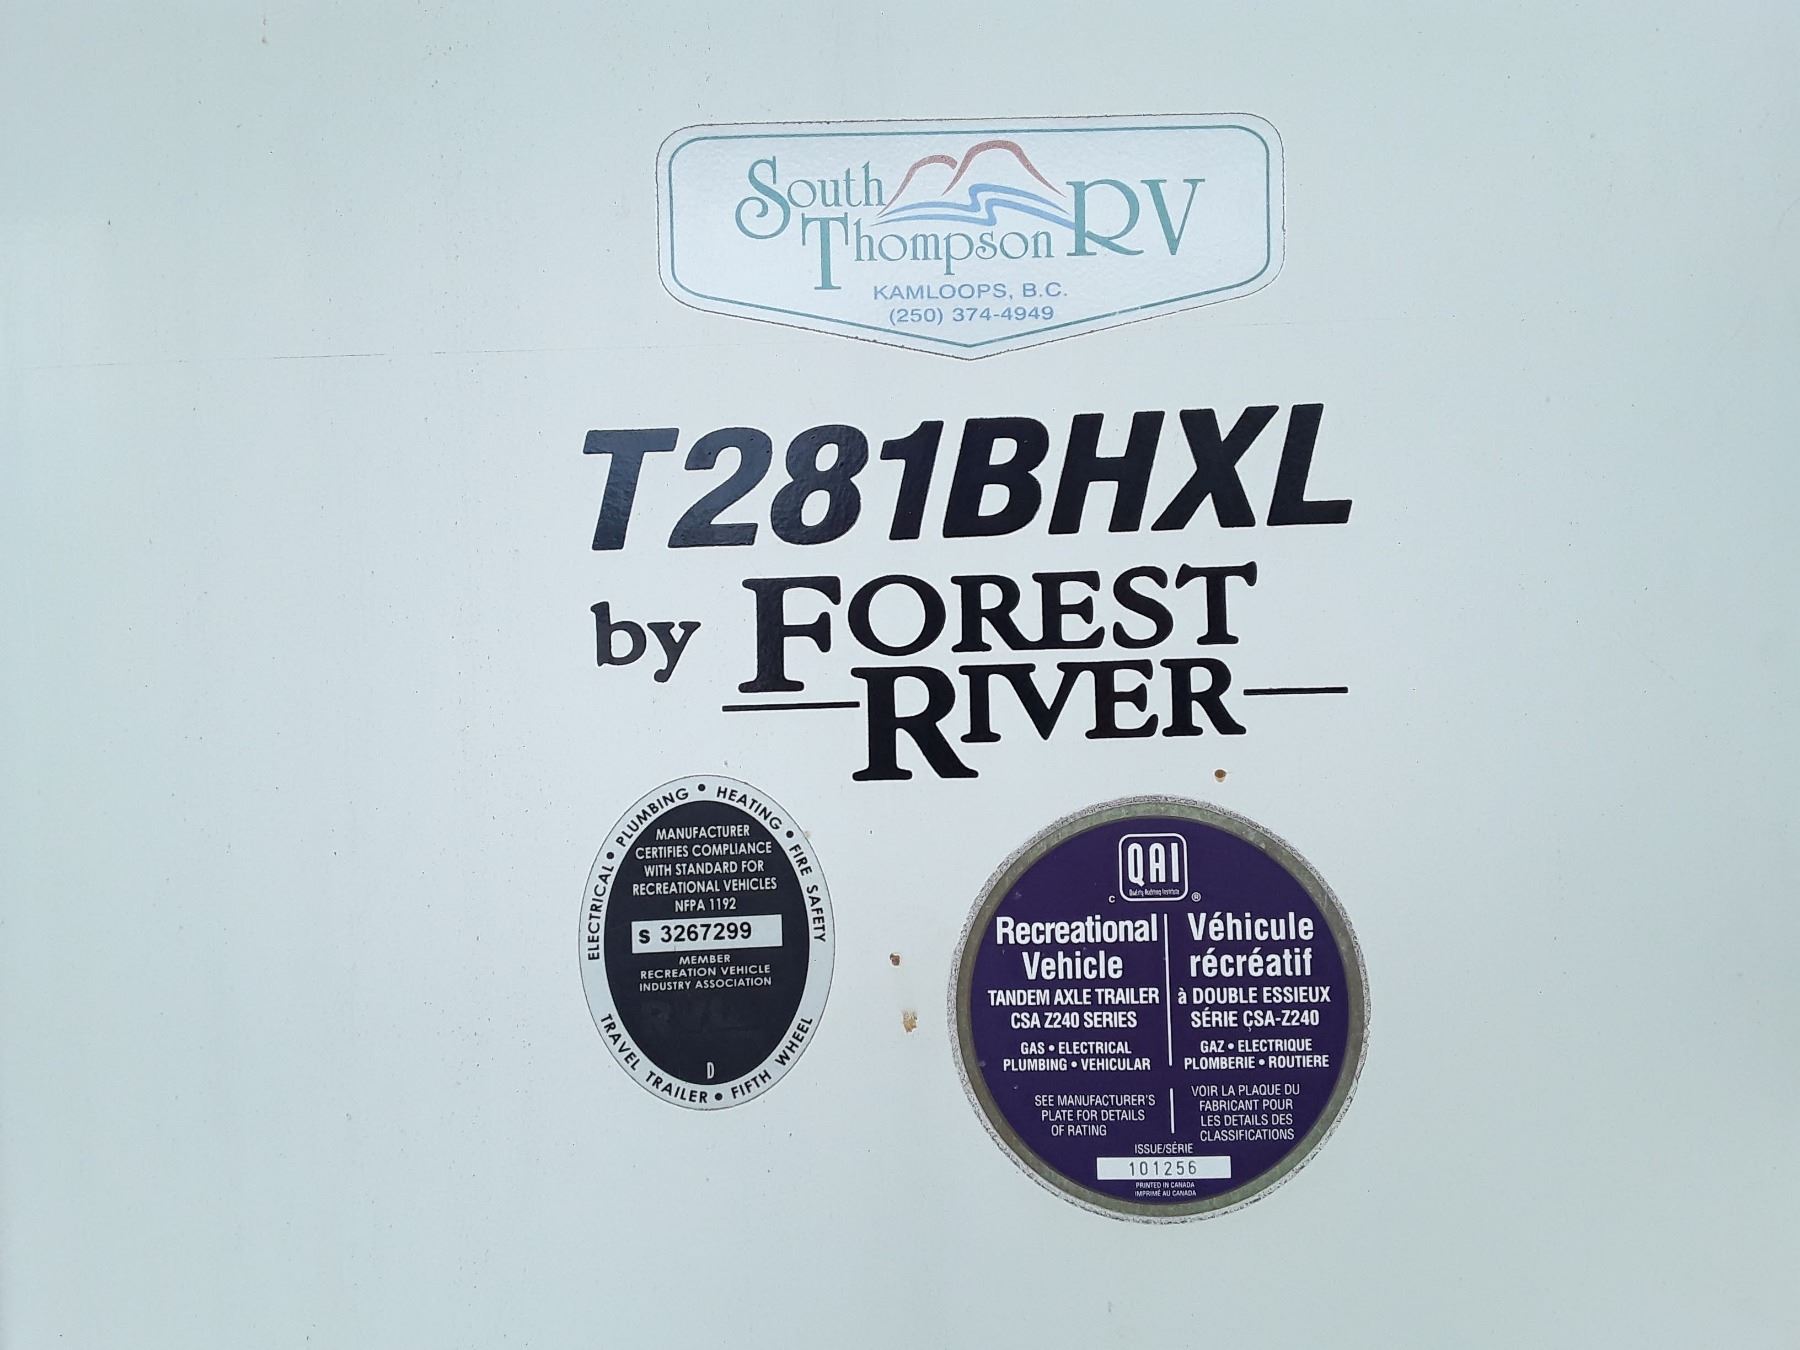 South
Thompson RV
KAMLOOPS, B.C.
(250) 374-4949
T281BHXL
by FOREST
RIVER
ELECTRICAL • PLUMBING • HEATING • FIRE SAFETY
MANUFACTURER
CERTIFIES COMPLIANCE
WITH STANDARD FOR
RECREATIONAL VEHICLES
NFPA 1192
S 3267299
MEMBER
RECREATION VEHICLE
INDUSTRY ASSOCIATION
D
TRAVEL TRAILER • FIFTH WHEEL
QAI
Quality Auditing Institute
c ®
Recreational
Vehicle
TANDEM AXLE TRAILER
CSA Z240 SERIES
GAS • ELECTRICAL
PLUMBING • VEHICULAR
SEE MANUFACTURER'S
PLATE FOR DETAILS
OF RATING
Véhicule
récréatif
à DOUBLE ESSIEUX
SÉRIE ÇSA-Z240
GAZ • ELECTRIQUE
PLOMBERIE • ROUTIERE
VOIR LA PLAQUE DU
FABRICANT POUR
LES DETAILS DES
CLASSIFICATIONS
ISSUE/SÉRIE
101256
PRINTED IN CANADA
IMPRIMÉ AU CANADA